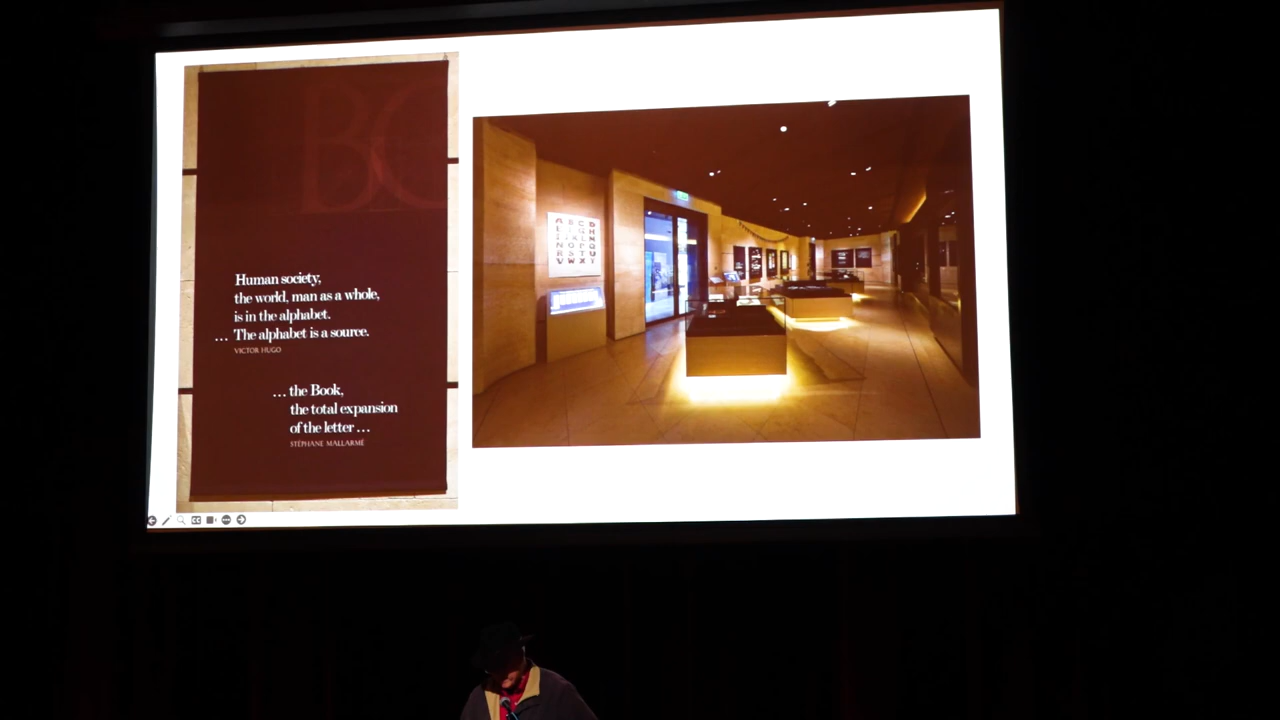 BC
Human society,
the world, man as a whole,
is in the alphabet.
... The alphabet is a source.
VICTOR HUGO
... the Book,
the total expansion
of the letter ...
STÉPHANE MALLARMÉ
A B C D
E F G H
I K L M
N O P Q
R S T U
V W X Y